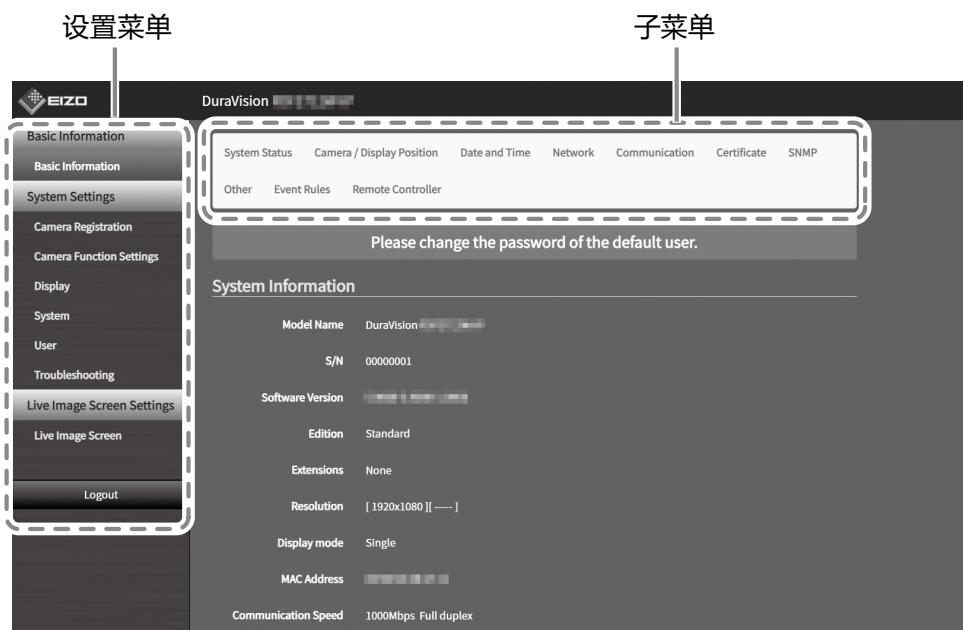 设置菜单
子菜单
EIZO
DuraVision
Basic Information
Basic Information
System Settings
Camera Registration
Camera Function Settings
Display
System
User
Troubleshooting
Live Image Screen Settings
Live Image Screen
Logout
System Status Camera / Display Position Date and Time Network Communication Certificate SNMP
Other Event Rules Remote Controller
Please change the password of the default user.
System Information
Model Name DuraVision
S/N 00000001
Software Version
Edition Standard
Extensions None
Resolution [ 1920x1080 ][ ----- ]
Display mode Single
MAC Address
Communication Speed 1000Mbps Full duplex